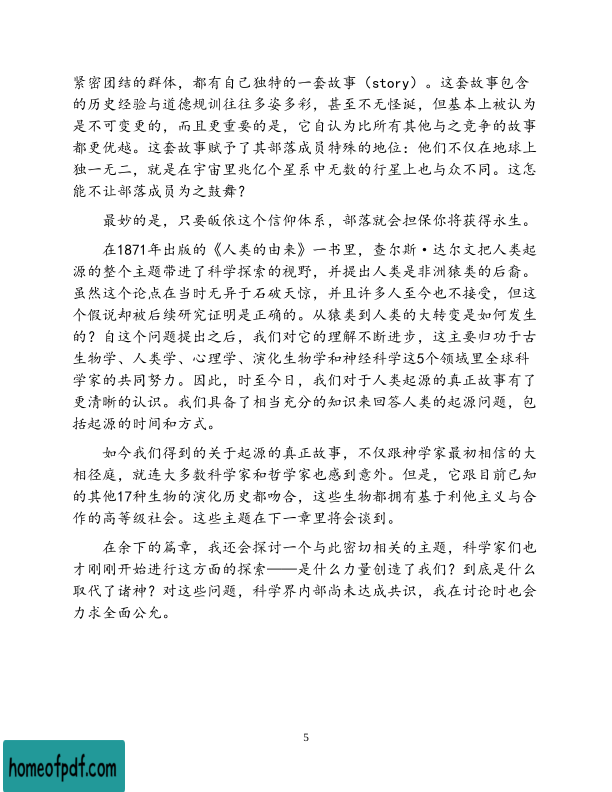 紧密团结的群体，都有自己独特的一套故事（story）。这套故事包含
的历史经验与道德规训往往多姿多彩，甚至不无怪诞，但基本上被认为
是不可变更的，而且更重要的是，它自认为比所有其他与之竞争的故事
都更优越。这套故事赋予了其部落成员特殊的地位：他们不仅在地球上
独一无二，就是在宇宙里兆亿个星系中无数的行星上也与众不同。这怎
能不让部落成员为之鼓舞？
最妙的是，只要皈依这个信仰体系，部落就会担保你将获得永生。
在1871年出版的《人类的由来》一书里，查尔斯·达尔文把人类起
源的整个主题带进了科学探索的视野，并提出人类是非洲猿类的后裔。
虽然这个论点在当时无异于石破天惊，并且许多人至今也不接受，但这
个假说却被后续研究证明是正确的。从猿类到人类的大转变是如何发生
的？自这个问题提出之后，我们对它的理解不断进步，这主要归功于古
生物学、人类学、心理学、演化生物学和神经科学这5个领域里全球科
学家的共同努力。因此，时至今日，我们对于人类起源的真正故事有了
更清晰的认识。我们具备了相当充分的知识来回答人类的起源问题，包
括起源的时间和方式。
如今我们得到的关于起源的真正故事，不仅跟神学家最初相信的大
相径庭，就连大多数科学家和哲学家也感到意外。但是，它跟目前已知
的其他17种生物的演化历史都吻合，这些生物都拥有基于利他主义与合
作的高等级社会。这些主题在下一章里将会谈到。
在余下的篇章，我还会探讨一个与此密切相关的主题，科学家们也
才刚刚开始进行这方面的探索——是什么力量创造了我们？到底是什么
取代了诸神？对这些问题，科学界内部尚未达成共识，我在讨论时也会
力求全面公允。
5
homeofpdf.com